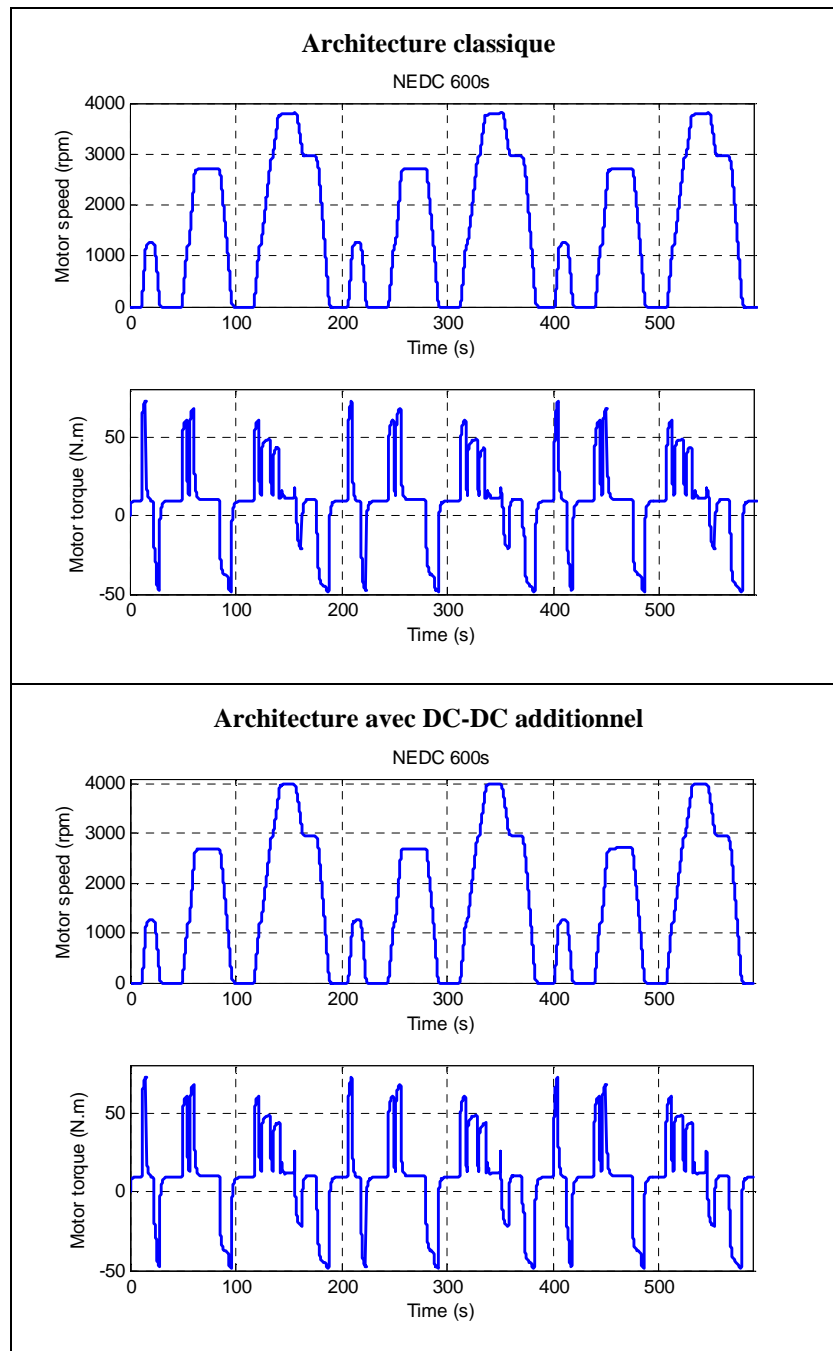 Architecture classique
NEDC 600s
4000
3000
2000
1000
0
Motor speed (rpm)
0 100 200 300 400 500
Time (s)
50
0
-50
Motor torque (N.m)
0 100 200 300 400 500
Time (s)
Architecture avec DC-DC additionnel
NEDC 600s
4000
3000
2000
1000
0
Motor speed (rpm)
0 100 200 300 400 500
Time (s)
50
0
-50
Motor torque (N.m)
0 100 200 300 400 500
Time (s)